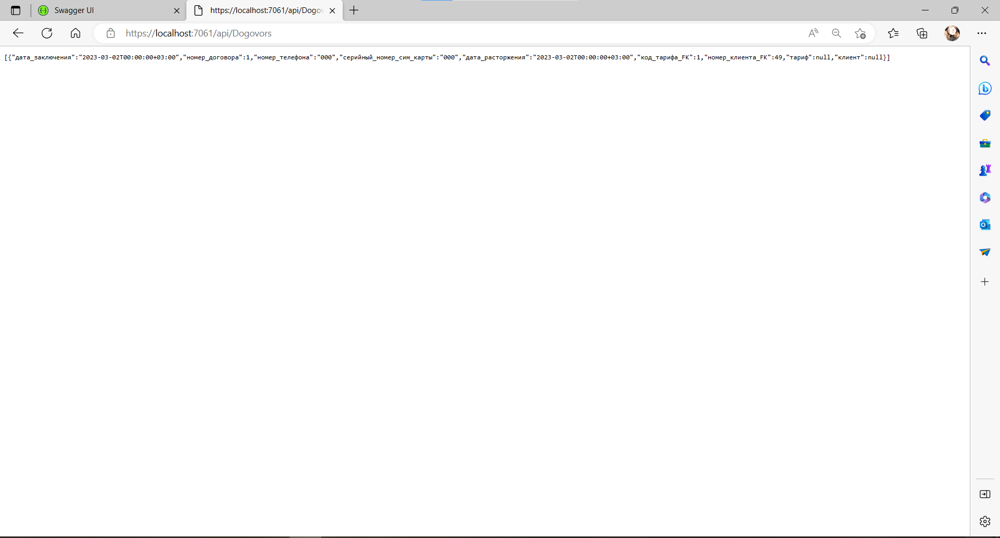 Swagger UI
https://localhost:7061/api/Dogov
https://localhost:7061/api/Dogovors
[{"дата_заключения":"2023-03-02T00:00:00+03:00","номер_договора":1,"номер_телефона":"000","серийный_номер_сим_карты":"000","дата_расторжения":"2023-03-02T00:00:00+03:00","код_тарифа_FK":1,"номер_клиента_FK":49,"тариф":null,"клиент":null}]